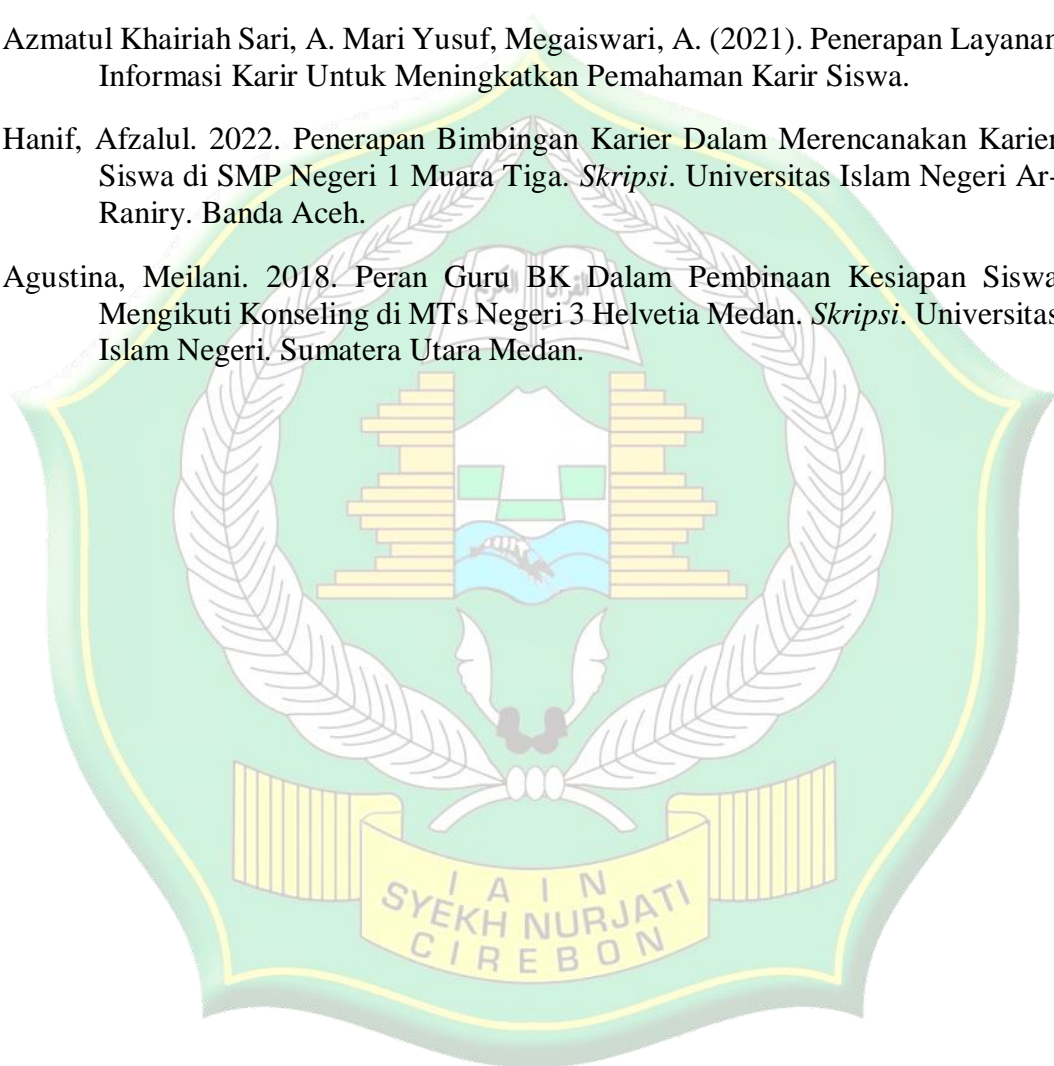 Azmatul Khairiah Sari, A. Mari Yusuf, Megaiswari, A. (2021). Penerapan Layanan
Informasi Karir Untuk Meningkatkan Pemahaman Karir Siswa.
Hanif, Afzalul. 2022. Penerapan Bimbingan Karier Dalam Merencanakan Karier
Siswa di SMP Negeri 1 Muara Tiga. Skripsi. Universitas Islam Negeri Ar-
Raniry. Banda Aceh.
Agustina, Meilani. 2018. Peran Guru BK Dalam Pembinaan Kesiapan Siswa
Mengikuti Konseling di MTs Negeri 3 Helvetia Medan. Skripsi. Universitas
Islam Negeri. Sumatera Utara Medan.
IAIN
SYEKH NURJATI
CIREBON